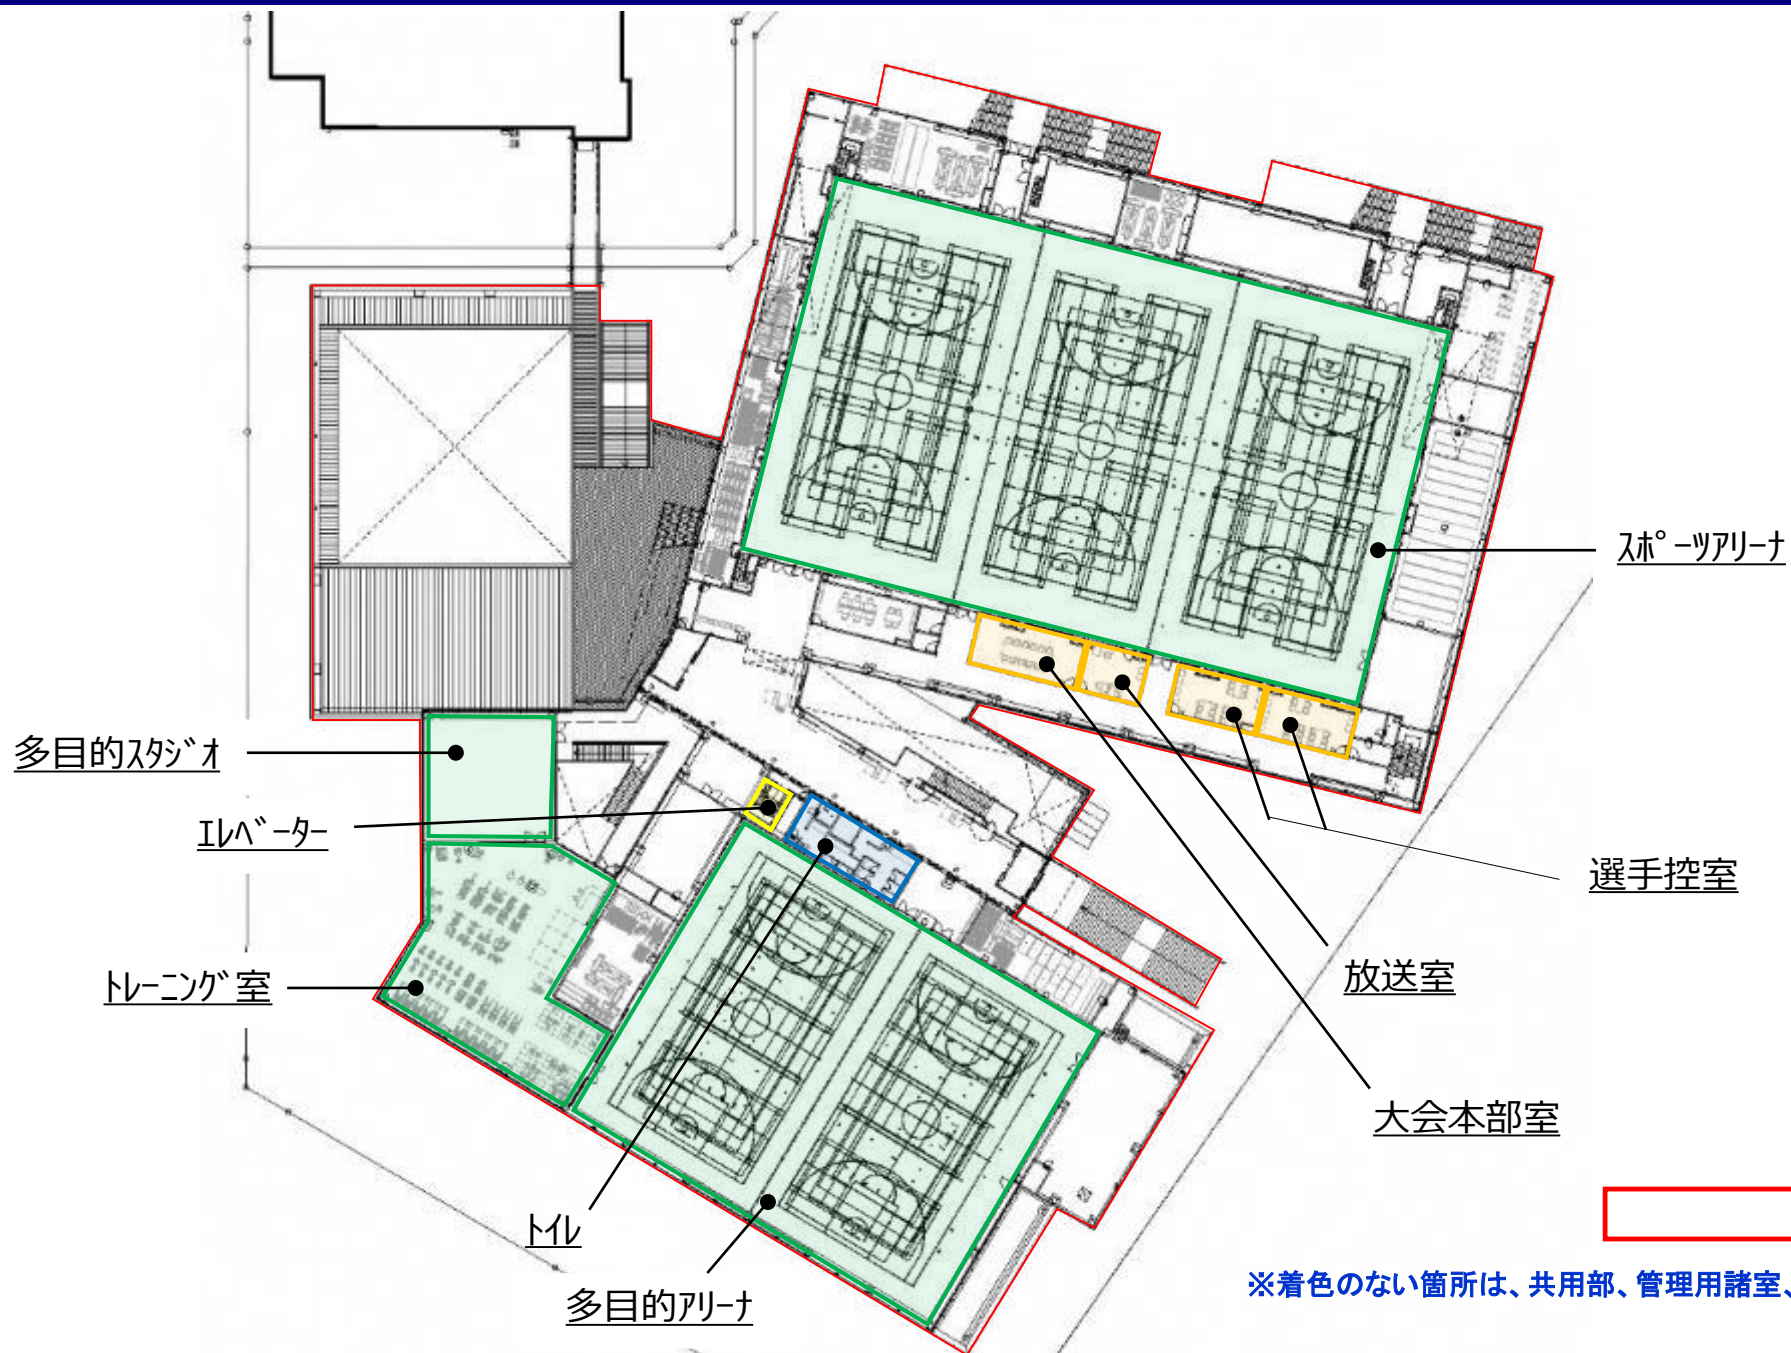 スポーツアリーナ
多目的スタジオ
エレベーター
選手控室
トレーニング室
放送室
大会本部室
トイレ
多目的アリーナ
※着色のない箇所は、共用部、管理用諸室、